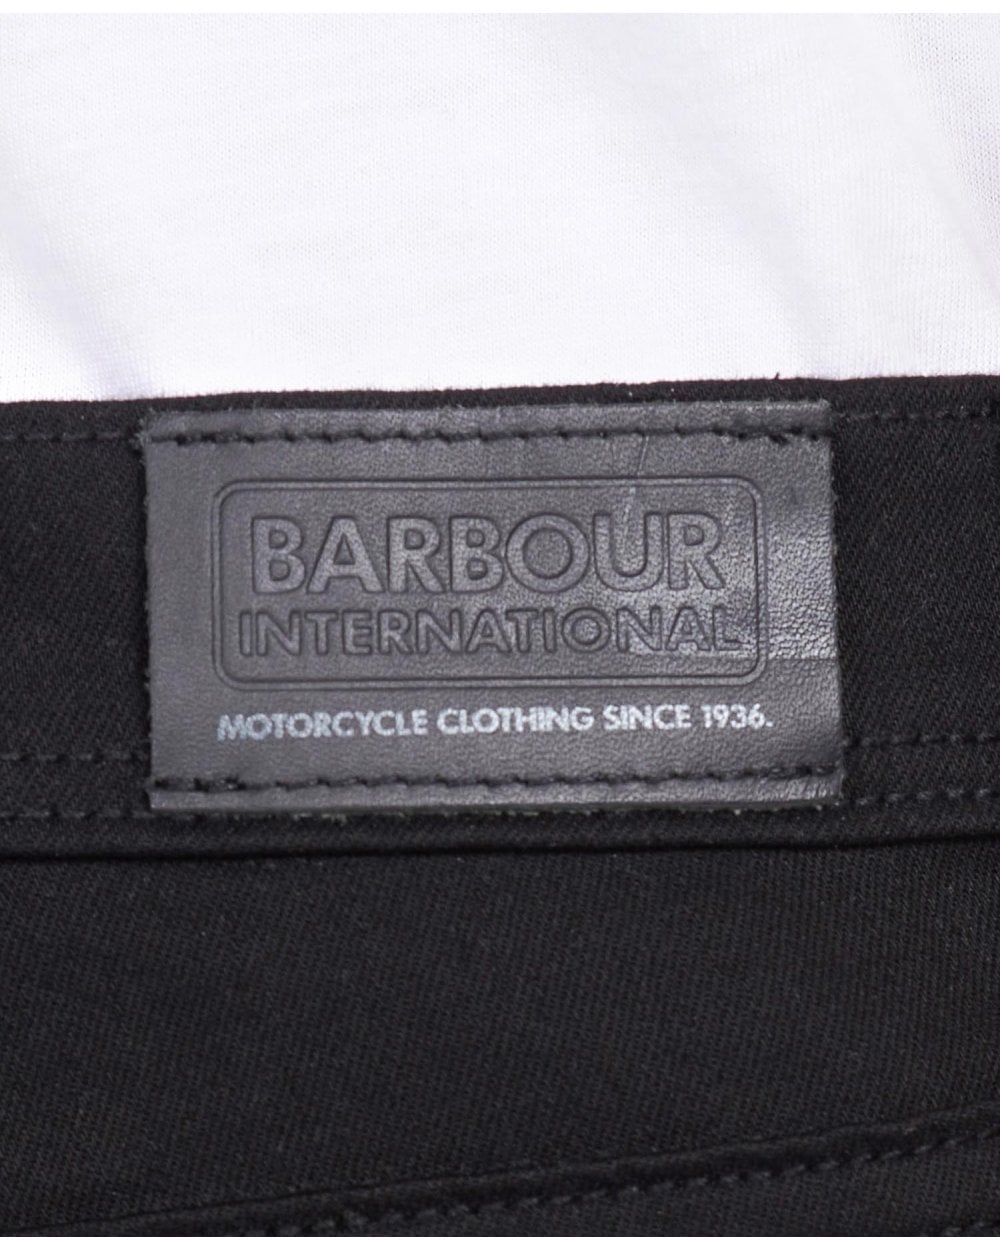 BARBOUR
INTERNATIONAL
MOTORCYCLE CLOTHING SINCE 1936.